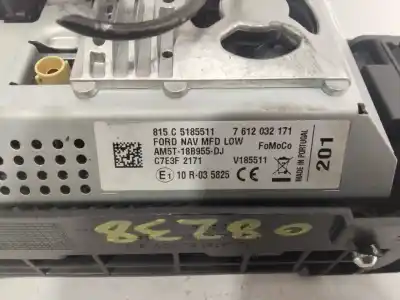 815.C 5185511 7 612 032 171
FORD NAV MFD LOW
AM5T-18B955-DJ FoMoCo
C7E3F 2171 V185511
E1 10 R-03 5825
MADE IN PORTUGAL
201